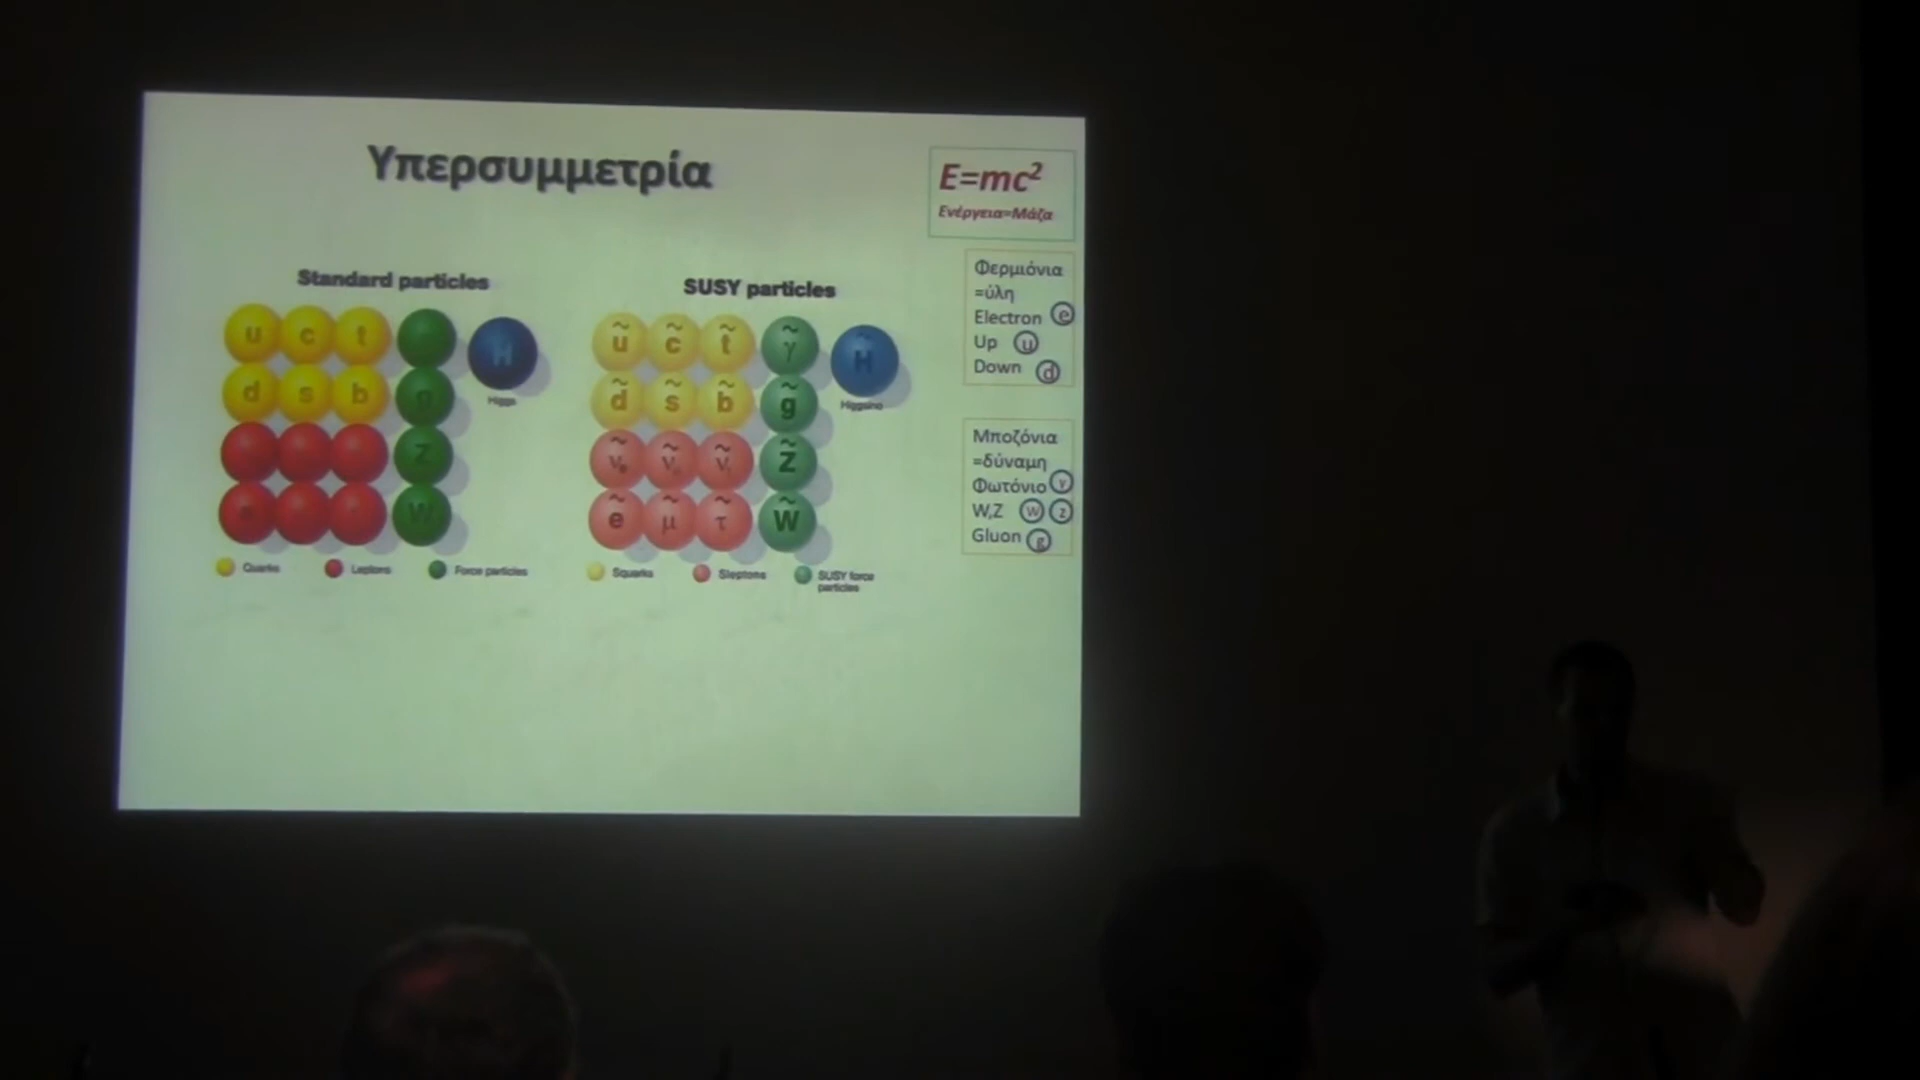 Υπερσυμμετρία
E=mc²
Ενέργεια=Μάζα
Standard particles
u c t
d s b
g
Z
W
H
Higgs
Quarks Leptons Force particles
SUSY particles
ũ c̃ t̃ γ̃
d̃ s̃ b̃ g̃
ν̃e ν̃ ν̃ Z̃
ẽ μ̃ τ̃ W̃
H̃
Higgsino
Squarks Sleptons SUSY force
particles
Φερμιόνια
=ύλη
Electron e
Up u
Down d
Μποζόνια
=δύναμη
Φωτόνιο γ
W,Z W Z
Gluon g